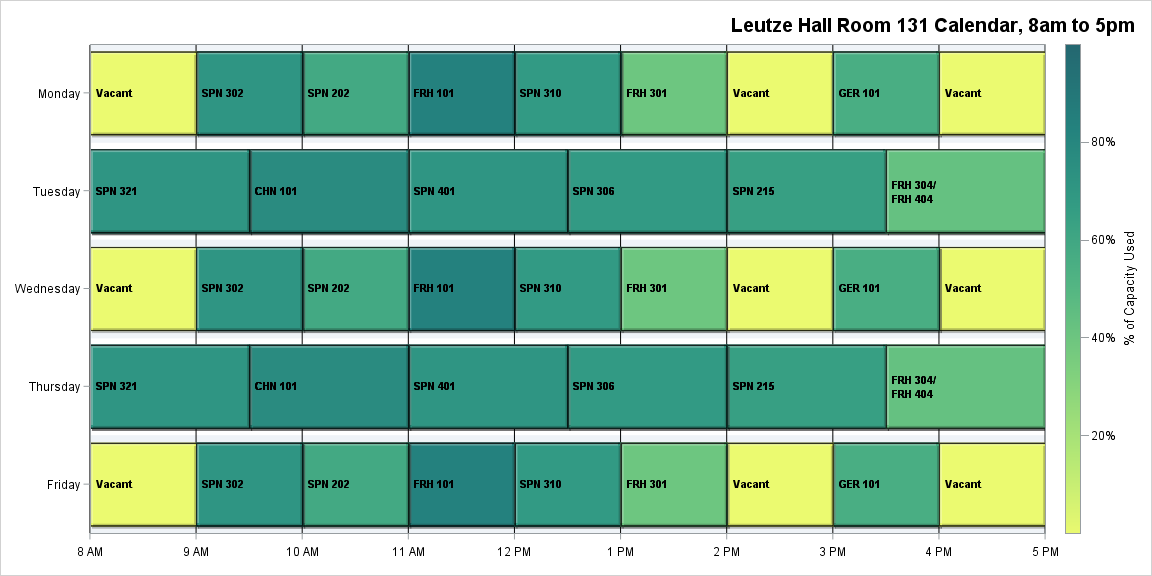 Leutze Hall Room 131 Calendar, 8am to 5pm
Monday
Vacant
SPN 302
SPN 202
FRH 101
SPN 310
FRH 301
Vacant
GER 101
Vacant
Tuesday
SPN 321
CHN 101
SPN 401
SPN 306
SPN 215
FRH 304/
FRH 404
Wednesday
Vacant
SPN 302
SPN 202
FRH 101
SPN 310
FRH 301
Vacant
GER 101
Vacant
Thursday
SPN 321
CHN 101
SPN 401
SPN 306
SPN 215
FRH 304/
FRH 404
Friday
Vacant
SPN 302
SPN 202
FRH 101
SPN 310
FRH 301
Vacant
GER 101
Vacant
8 AM
9 AM
10 AM
11 AM
12 PM
1 PM
2 PM
3 PM
4 PM
5 PM
80%
60%
40%
20%
% of Capacity Used